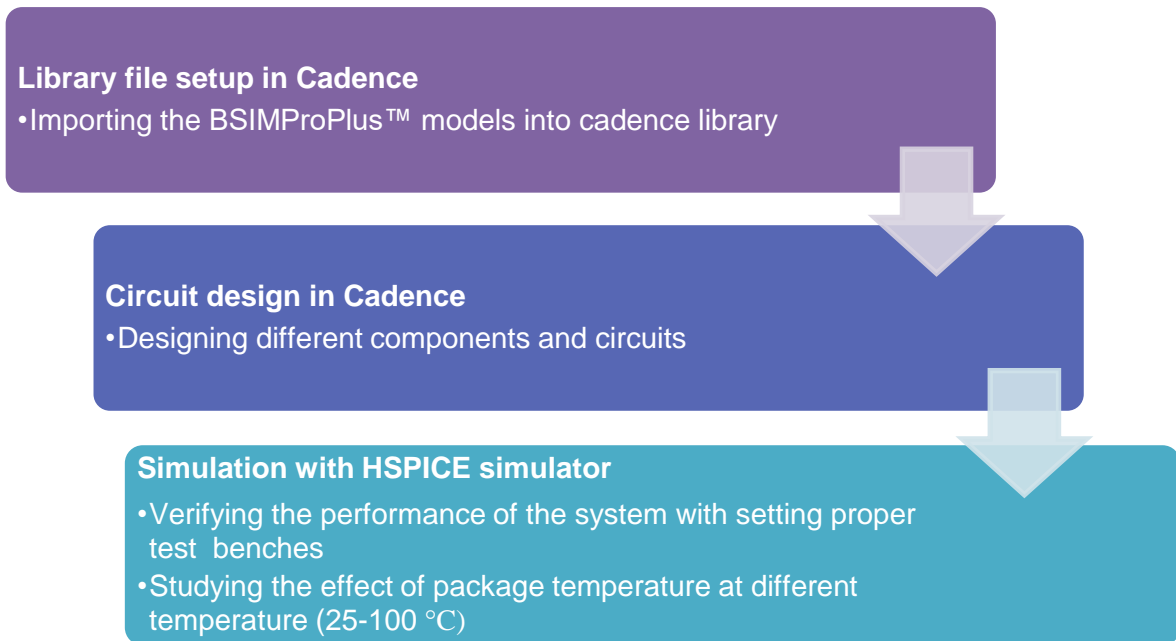 Library file setup in Cadence
•Importing the BSIMProPlus™ models into cadence library
Circuit design in Cadence
•Designing different components and circuits
Simulation with HSPICE simulator
•Verifying the performance of the system with setting proper
test benches
•Studying the effect of package temperature at different
temperature (25-100 °C)